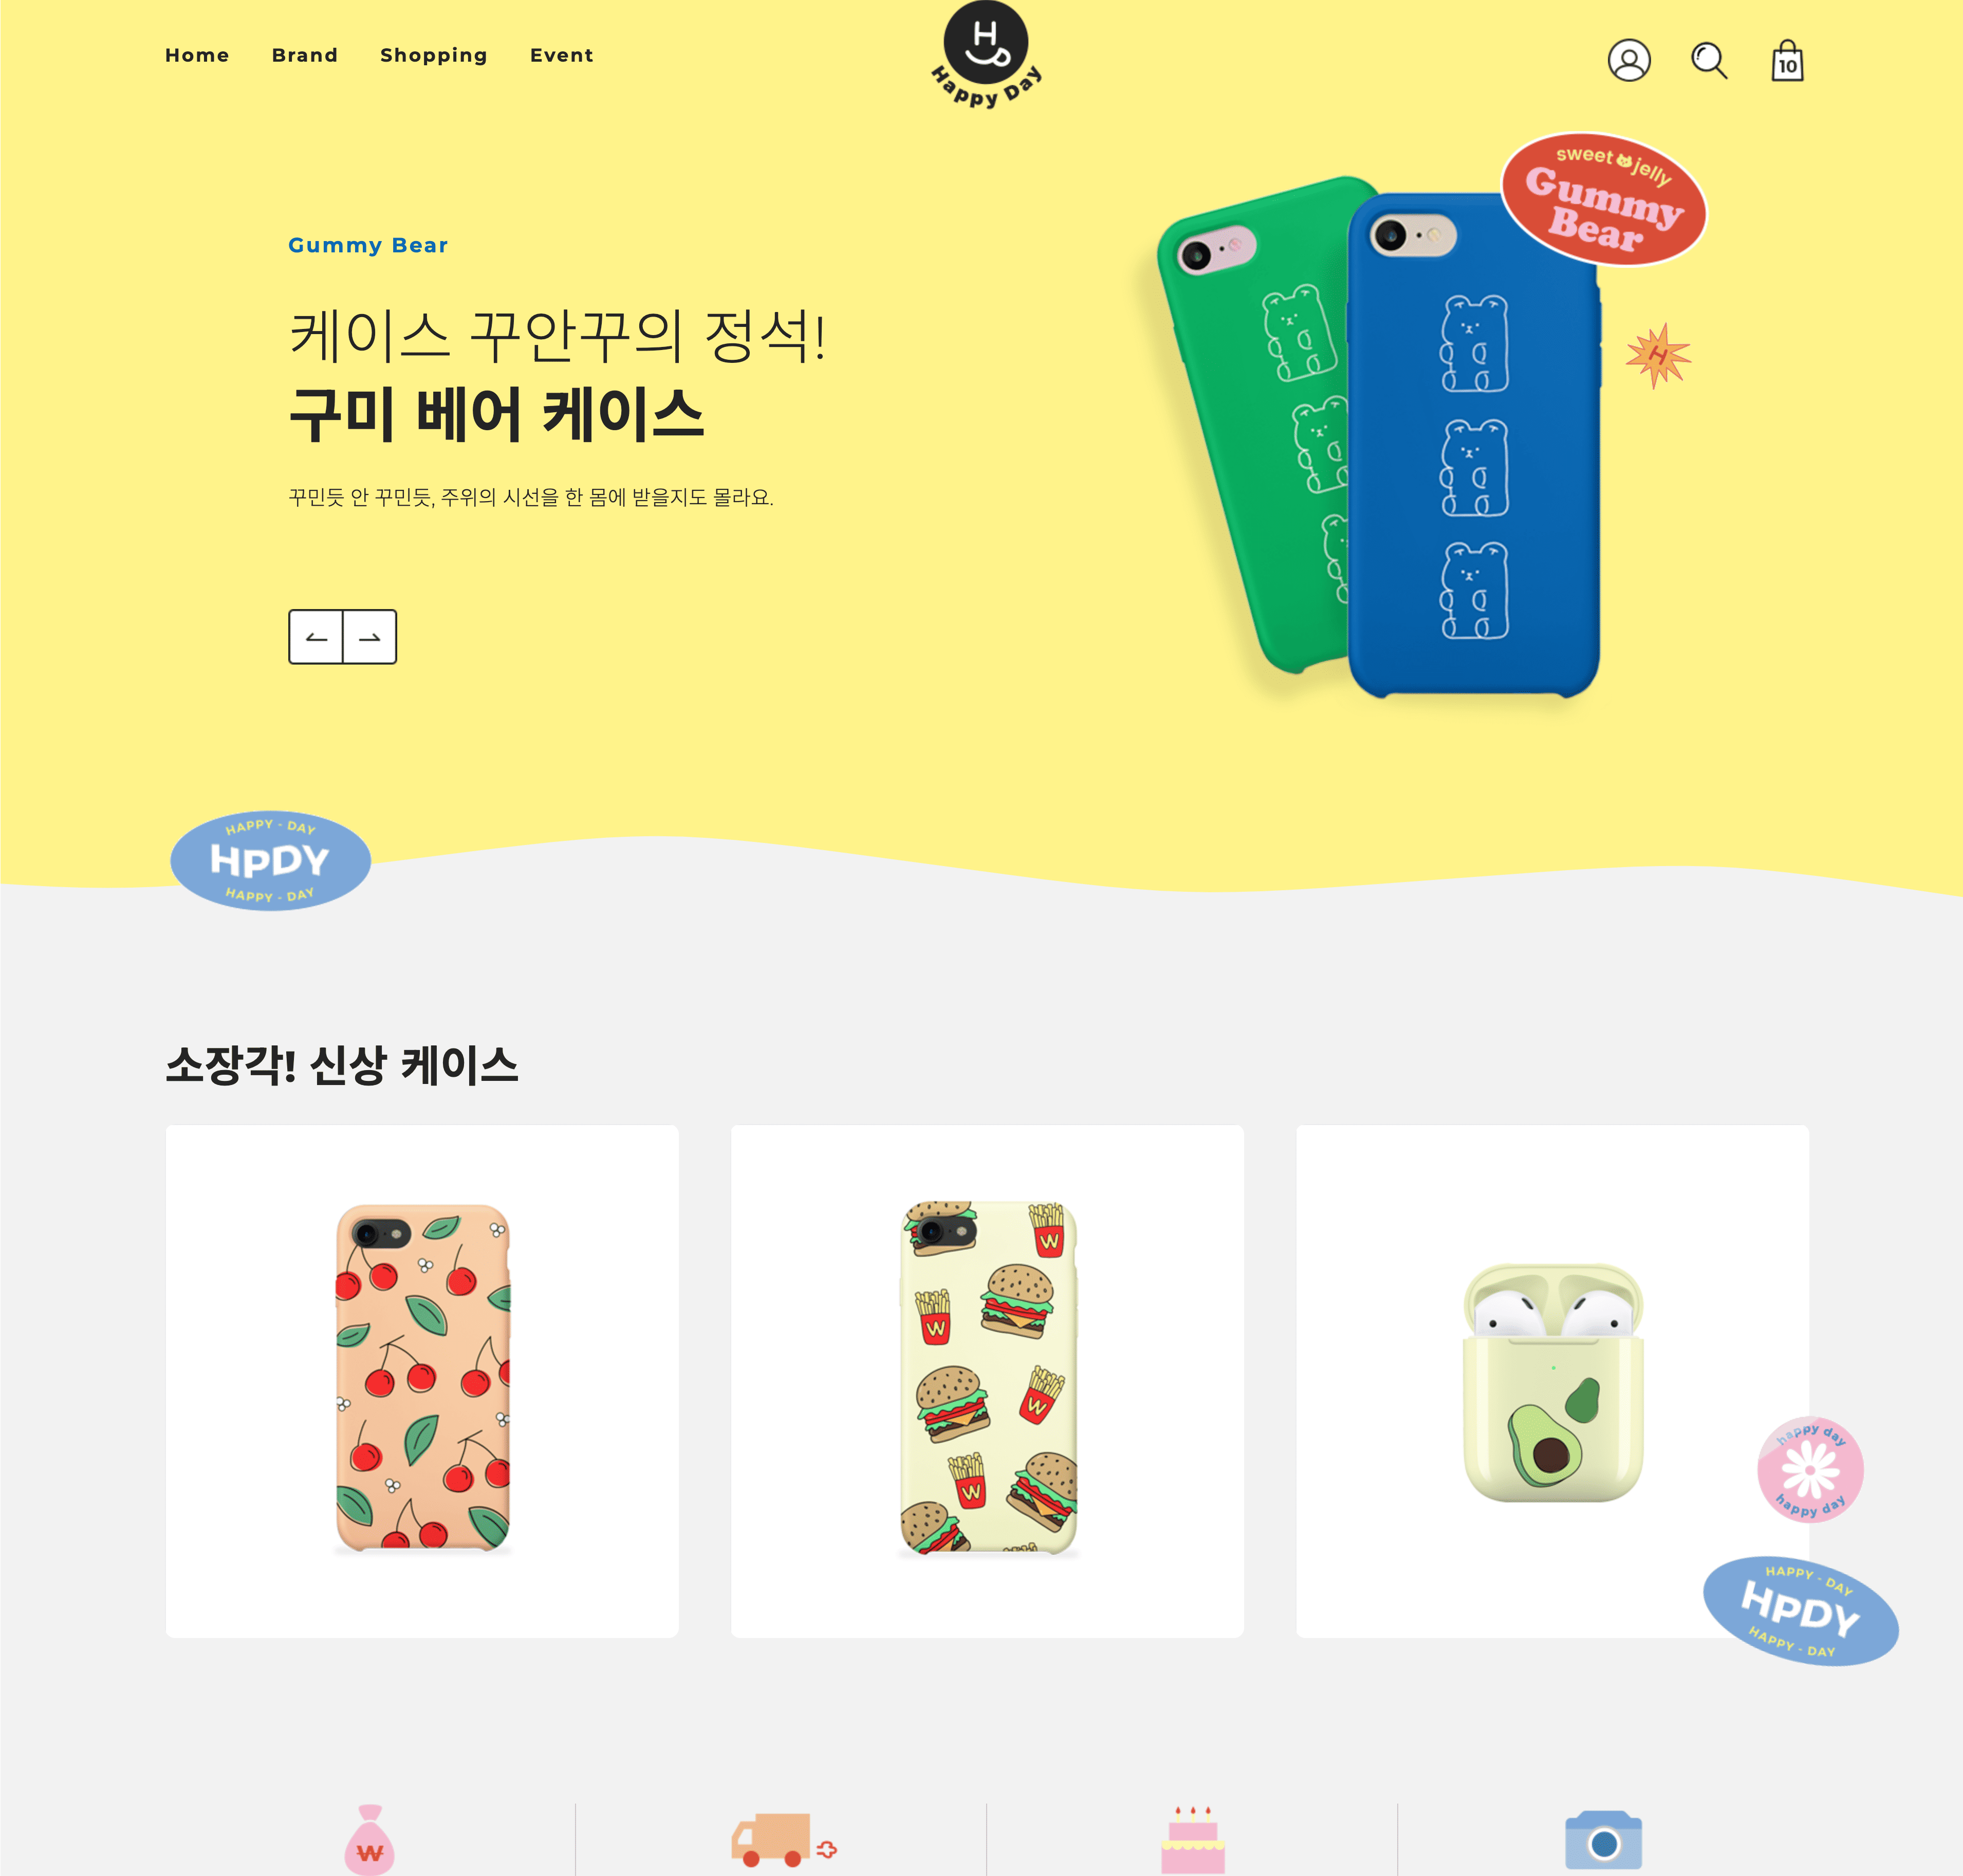 Home Brand Shopping Event
H
Happy Day
10
sweet jelly
Gummy
Bear
Gummy Bear
케이스 꾸안꾸의 정석!
구미 베어 케이스
H
꾸민듯 안 꾸민듯, 주위의 시선을 한 몸에 받을지도 몰라요.
HAPPY - DAY
HPDY
HAPPY - DAY
소장각! 신상 케이스
W
W
W
W
happy day
happy day
HAPPY - DAY
HPDY
HAPPY - DAY
₩